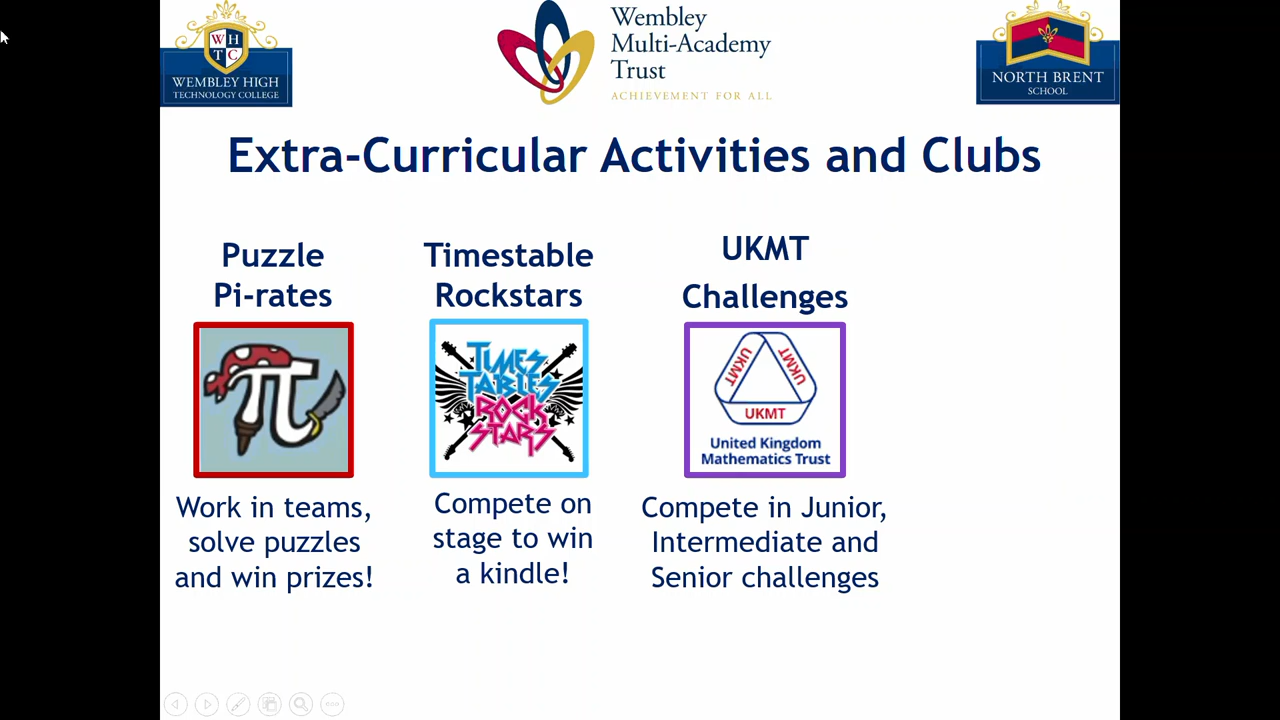 W H
T C
WEMBLEY HIGH
TECHNOLOGY COLLEGE
Wembley
Multi-Academy
Trust
ACHIEVEMENT FOR ALL
NORTH BRENT
SCHOOL
Extra-Curricular Activities and Clubs
Puzzle
Pi-rates
π
Work in teams,
solve puzzles
and win prizes!
Timestable
Rockstars
TIMES
TABLES
ROCK
STARS
Compete on
stage to win
a kindle!
UKMT
Challenges
UKMT
UKMT
UKMT
United Kingdom
Mathematics Trust
Compete in Junior,
Intermediate and
Senior challenges